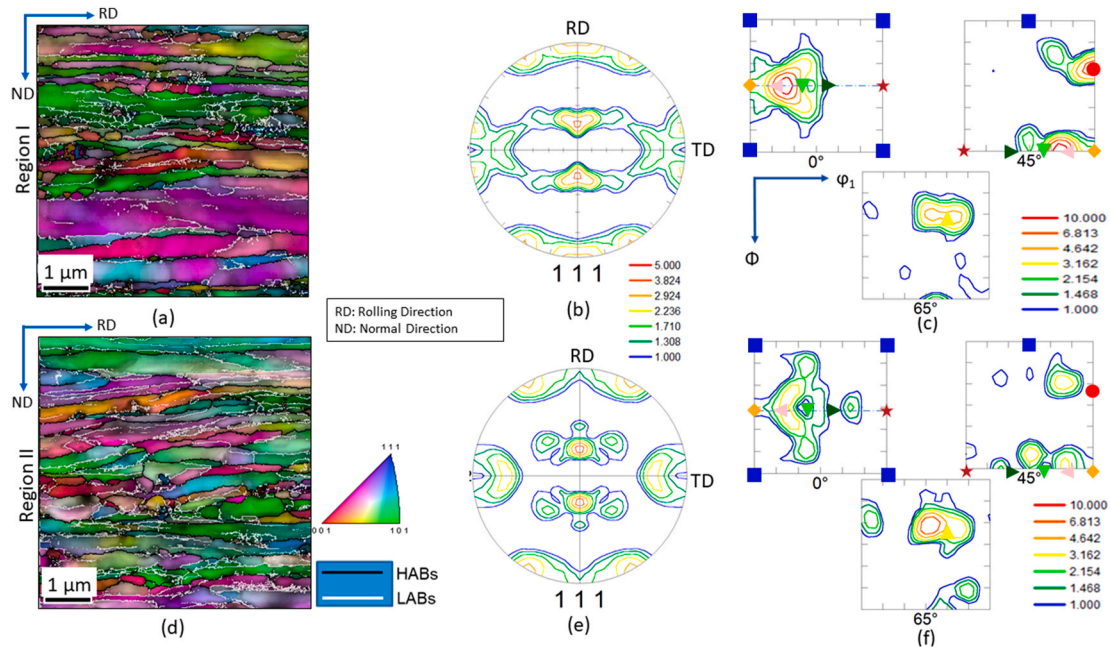 RD
ND
Region I
1 μm
(a)
RD
TD
1 1 1
(b)
5.000
3.824
2.924
2.236
1.710
1.308
1.000
RD: Rolling Direction
ND: Normal Direction
0°
45°
φ1
Φ
65°
10.000
6.813
4.642
3.162
2.154
1.468
1.000
(c)
RD
ND
Region II
1 μm
(d)
1 1 1
0 0 1
1 0 1
HABs
LABs
RD
TD
1 1 1
(e)
0°
45°
65°
10.000
6.813
4.642
3.162
2.154
1.468
1.000
(f)